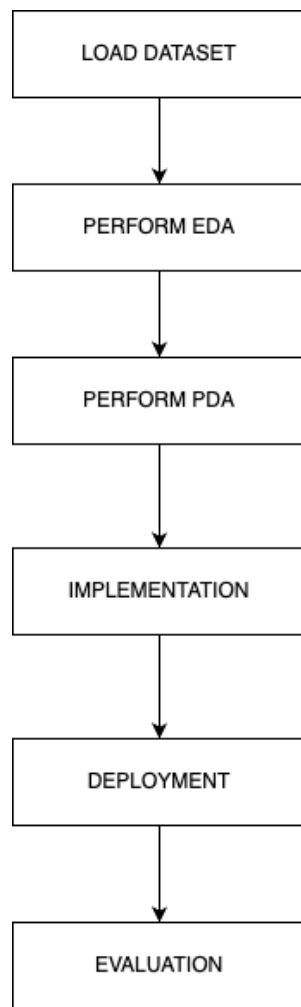 LOAD DATASET
PERFORM EDA
PERFORM PDA
IMPLEMENTATION
DEPLOYMENT
EVALUATION